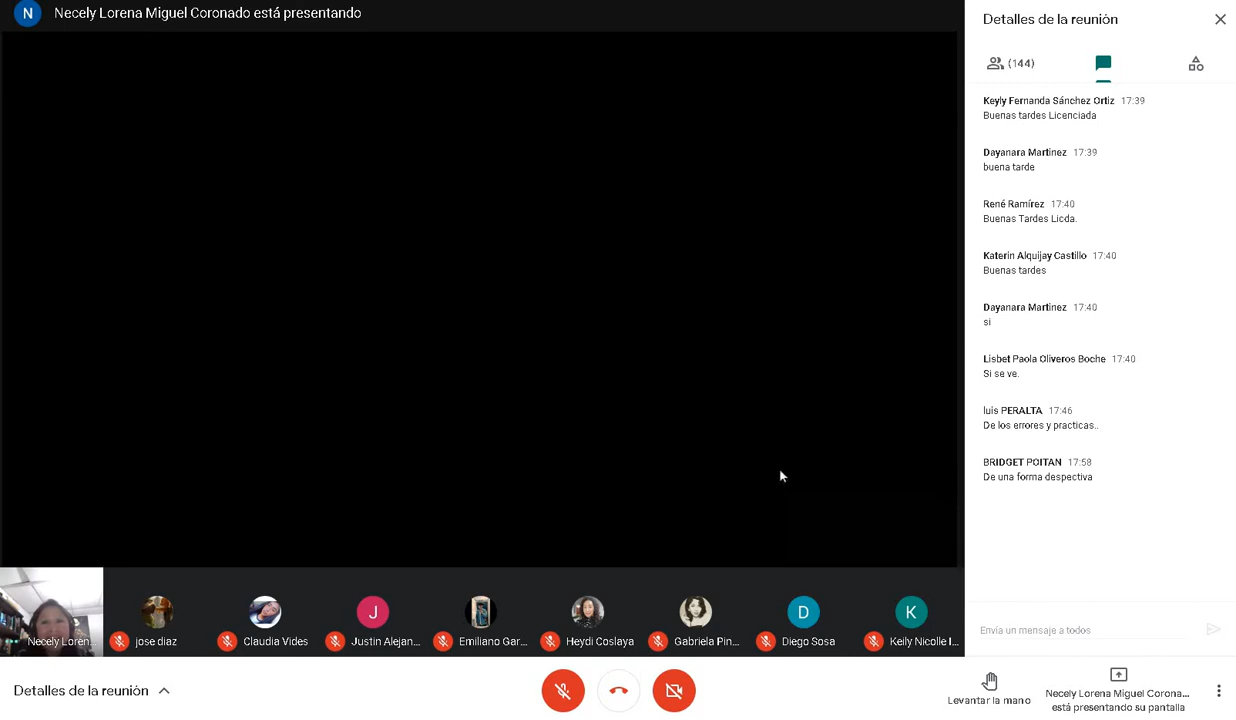 N Necely Lorena Miguel Coronado está presentando
Detalles de la reunión
(144)
Keyly Fernanda Sánchez Ortiz 17:39
Buenas tardes Licenciada
Dayanara Martinez 17:39
buena tarde
René Ramírez 17:40
Buenas Tardes Licda.
Katerin Alquijay Castillo 17:40
Buenas tardes
Dayanara Martinez 17:40
si
Lisbet Paola Oliveros Boche 17:40
Si se ve.
luis PERALTA 17:46
De los errores y practicas..
BRIDGET POITAN 17:58
De una forma despectiva
Envía un mensaje a todos
J
D
K
Necely Loren...
jose diaz
Claudia Vides
Justin Alejan...
Emiliano Gar...
Heydi Coslaya
Gabriela Pin...
Diego Sosa
Keily Nicolle I...
Detalles de la reunión
Levantar la mano
Necely Lorena Miguel Corona...
está presentando su pantalla